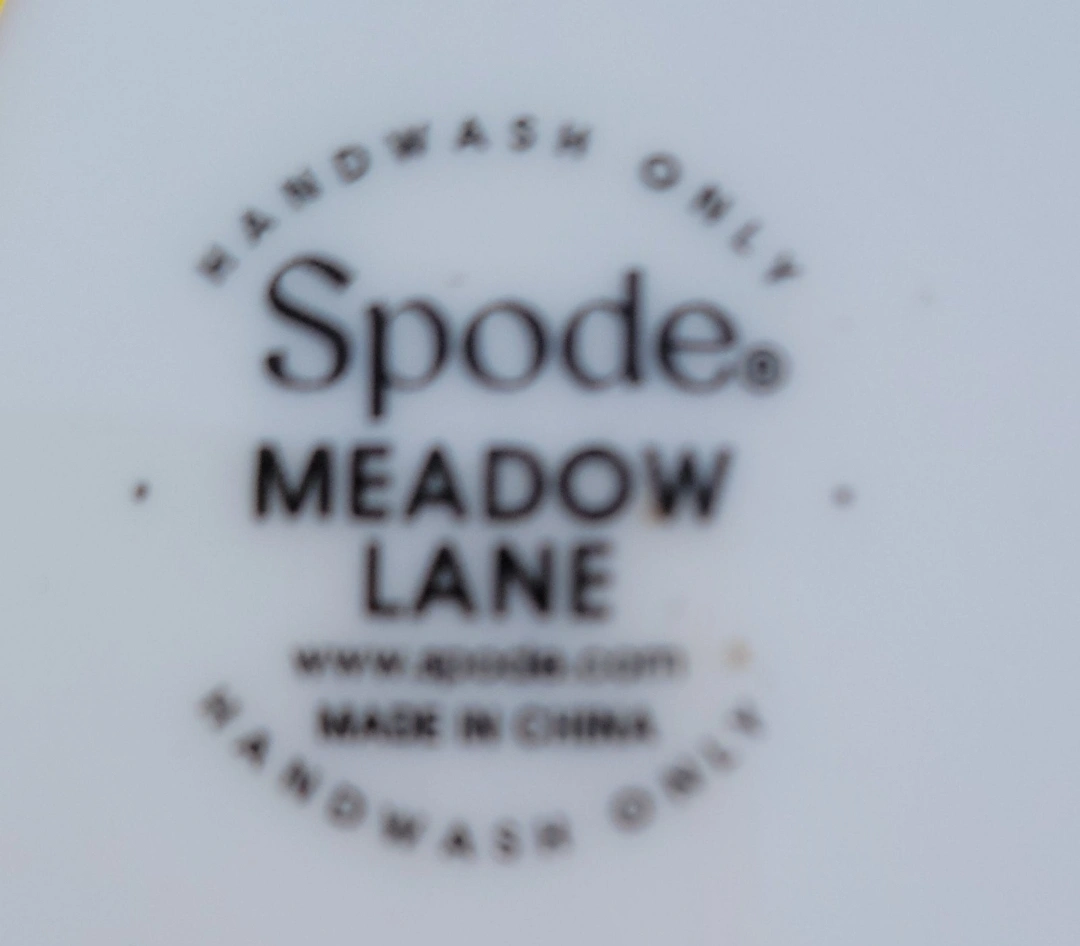 HANDWASH ONLY
Spode®
MEADOW
LANE
www.spode.com
MADE IN CHINA
HANDWASH ONLY